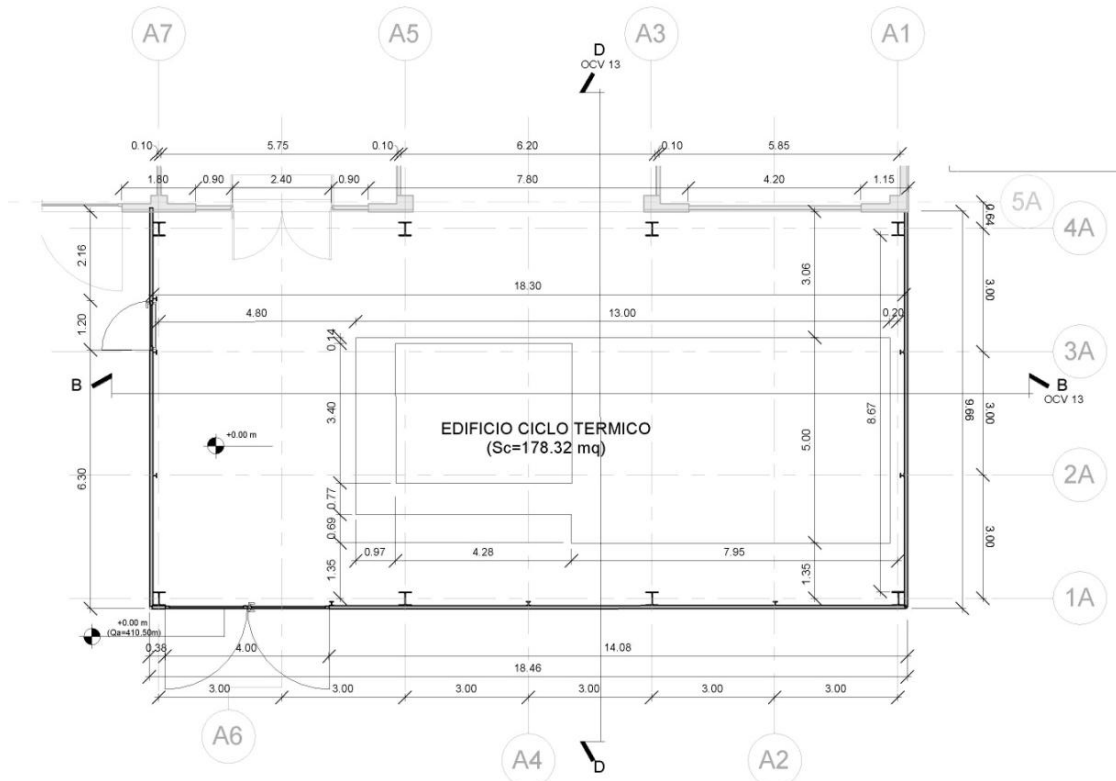 A7
A5
A3
A1
D
OCV 13
0.10
5.75
0.10
6.20
0.10
5.85
1.80
0.90
2.40
0.90
7.80
4.20
1.15
5A
0.64
4A
2.16
3.06
3.00
18.30
4.80
13.00
0.20
1.20
0.14
3A
B
B
OCV 13
3.40
8.67
9.66
3.00
EDIFICIO CICLO TERMICO
(Sc=178.32 mq)
5.00
+0.00 m
6.30
2A
0.77
0.69
3.00
0.97
4.28
7.95
1.35
1.35
1A
+0.00 m
(Qa=410.50m)
0.38
4.00
14.08
18.46
3.00
3.00
3.00
3.00
3.00
3.00
A6
A4
A2
D